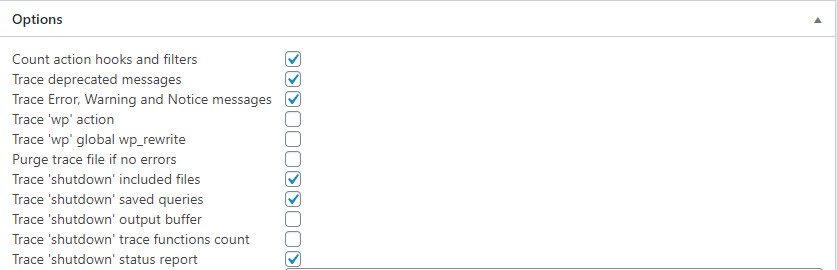 Options
Count action hooks and filters
Trace deprecated messages
Trace Error, Warning and Notice messages
Trace 'wp' action
Trace 'wp' global wp_rewrite
Purge trace file if no errors
Trace 'shutdown' included files
Trace 'shutdown' saved queries
Trace 'shutdown' output buffer
Trace 'shutdown' trace functions count
Trace 'shutdown' status report